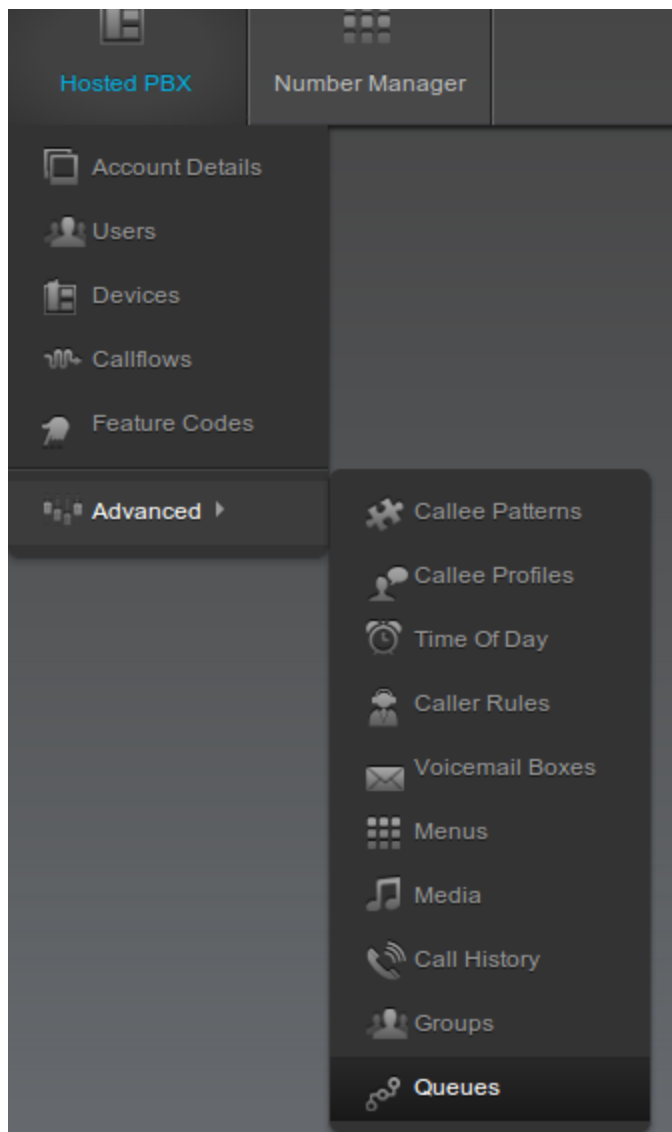 Hosted PBX
Number Manager
Account Details
Users
Devices
Callflows
Feature Codes
Advanced
Callee Patterns
Callee Profiles
Time Of Day
Caller Rules
Voicemail Boxes
Menus
Media
Call History
Groups
Queues